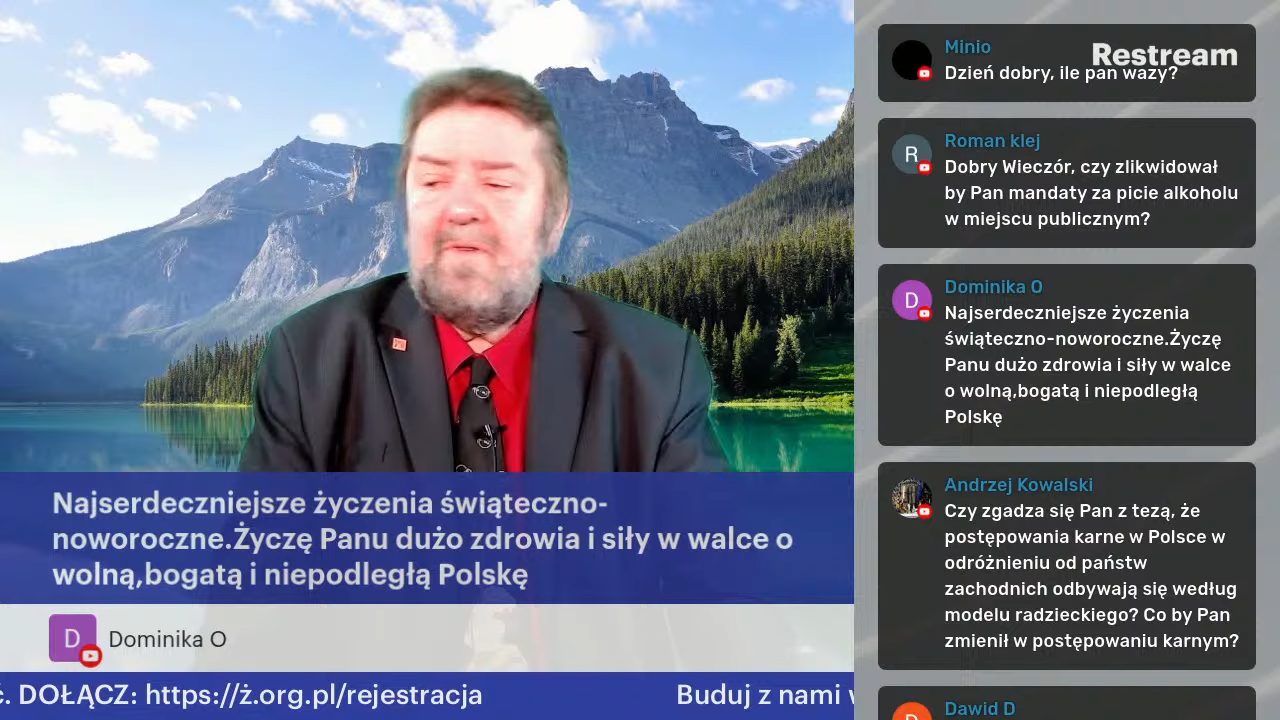 Najserdeczniejsze życzenia świąteczno-
noworoczne.Życzę Panu dużo zdrowia i siły w walce o
wolną,bogatą i niepodległą Polskę
D
Dominika O
DOŁĄCZ: https://ż.org.pl/rejestracja
Buduj z nami
Restream
Minio
Dzień dobry, ile pan wazy?
R
Roman klej
Dobry Wieczór, czy zlikwidował
by Pan mandaty za picie alkoholu
w miejscu publicznym?
D
Dominika O
Najserdeczniejsze życzenia
świąteczno-noworoczne.Życzę
Panu dużo zdrowia i siły w walce
o wolną,bogatą i niepodległą
Polskę
Andrzej Kowalski
Czy zgadza się Pan z tezą, że
postępowania karne w Polsce w
odróżnieniu od państw
zachodnich odbywają się według
modelu radzieckiego? Co by Pan
zmienił w postępowaniu karnym?
D
Dawid D